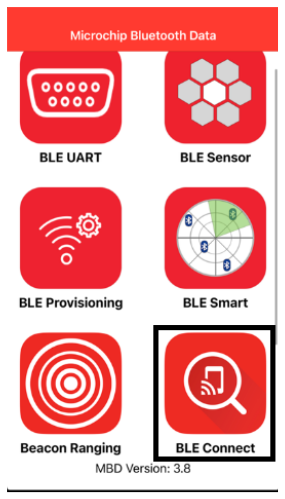 Microchip Bluetooth Data
BLE UART
BLE Sensor
BLE Provisioning
BLE Smart
Beacon Ranging
BLE Connect
MBD Version: 3.8